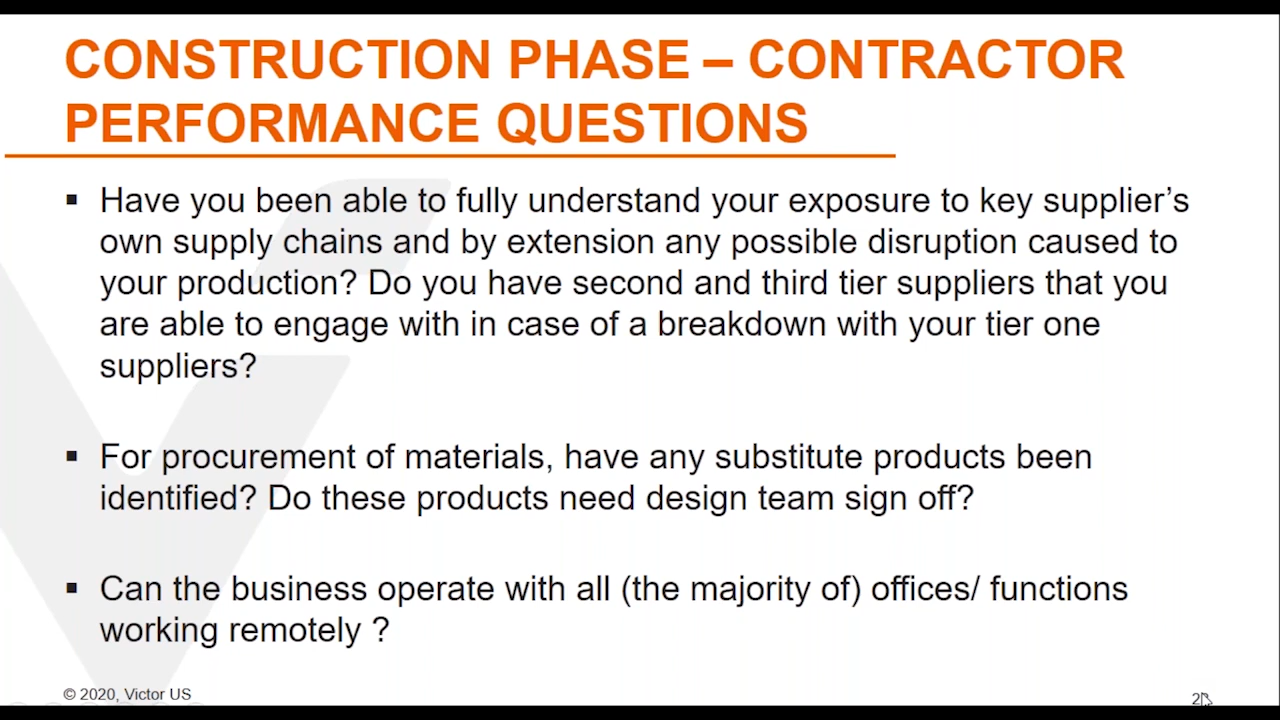 CONSTRUCTION PHASE – CONTRACTOR
PERFORMANCE QUESTIONS
▪ Have you been able to fully understand your exposure to key supplier’s
own supply chains and by extension any possible disruption caused to
your production? Do you have second and third tier suppliers that you
are able to engage with in case of a breakdown with your tier one
suppliers?
▪ For procurement of materials, have any substitute products been
identified? Do these products need design team sign off?
▪ Can the business operate with all (the majority of) offices/ functions
working remotely ?
© 2020, Victor US